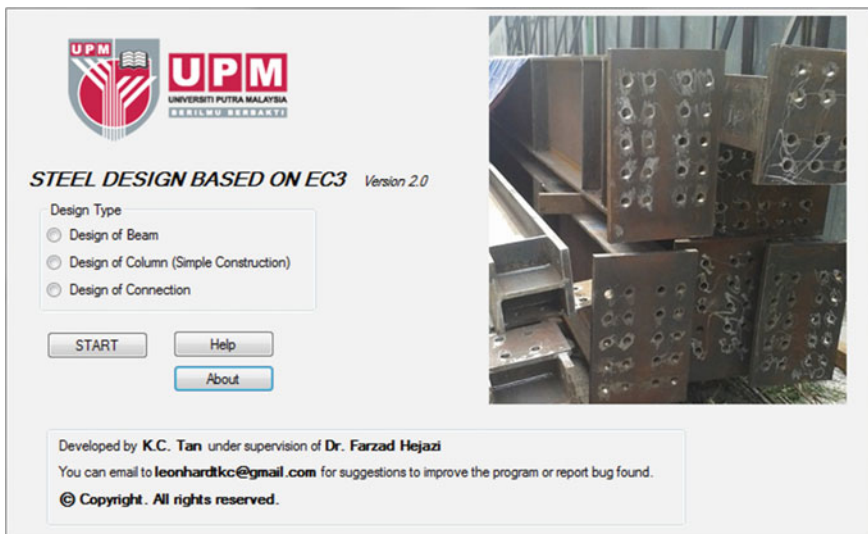 UPM
UPM
UNIVERSITI PUTRA MALAYSIA
BERILMU BERBAKTI
STEEL DESIGN BASED ON EC3 Version 2.0
Design Type
Design of Beam
Design of Column (Simple Construction)
Design of Connection
START
Help
About
Developed by K.C. Tan under supervision of Dr. Farzad Hejazi
You can email to leonhardtkc@gmail.com for suggestions to improve the program or report bug found.
© Copyright. All rights reserved.